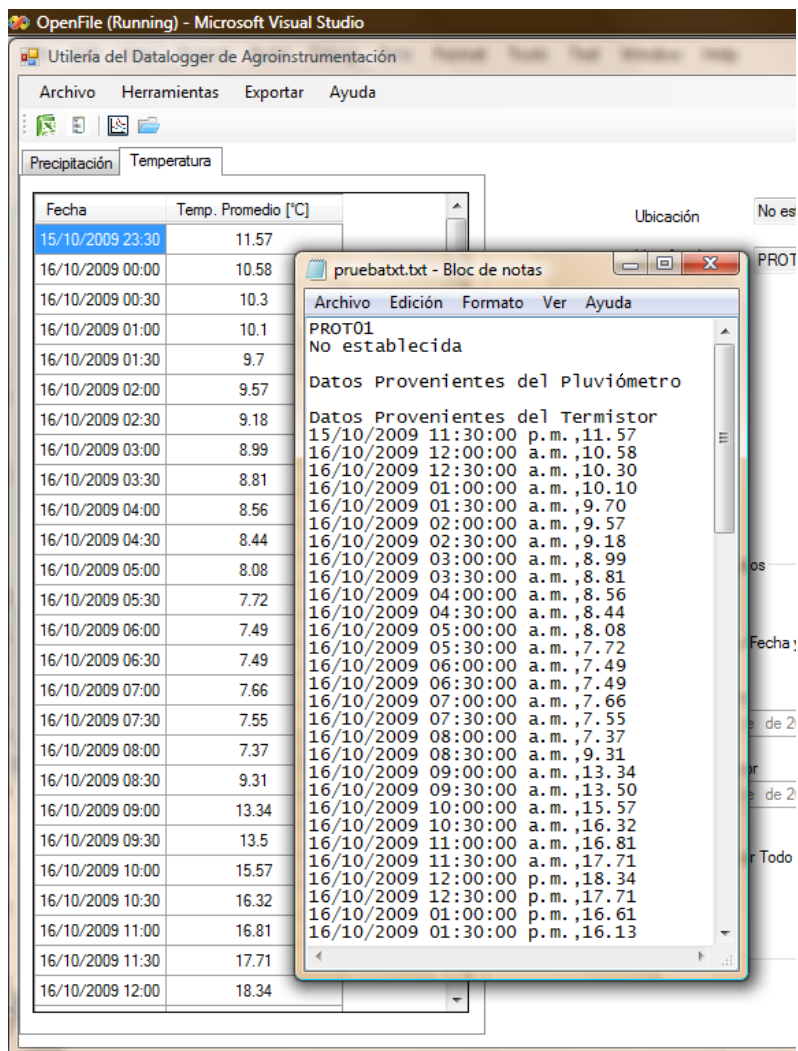 OpenFile (Running) - Microsoft Visual Studio
Utilería del Datalogger de Agroinstrumentación
Archivo Herramientas Exportar Ayuda
Precipitación Temperatura
Fecha Temp. Promedio [°C]
15/10/2009 23:30 11.57
16/10/2009 00:00 10.58
16/10/2009 00:30 10.3
16/10/2009 01:00 10.1
16/10/2009 01:30 9.7
16/10/2009 02:00 9.57
16/10/2009 02:30 9.18
16/10/2009 03:00 8.99
16/10/2009 03:30 8.81
16/10/2009 04:00 8.56
16/10/2009 04:30 8.44
16/10/2009 05:00 8.08
16/10/2009 05:30 7.72
16/10/2009 06:00 7.49
16/10/2009 06:30 7.49
16/10/2009 07:00 7.66
16/10/2009 07:30 7.55
16/10/2009 08:00 7.37
16/10/2009 08:30 9.31
16/10/2009 09:00 13.34
16/10/2009 09:30 13.5
16/10/2009 10:00 15.57
16/10/2009 10:30 16.32
16/10/2009 11:00 16.81
16/10/2009 11:30 17.71
16/10/2009 12:00 18.34
Ubicación No es
PROT
pruebatxt.txt - Bloc de notas
Archivo Edición Formato Ver Ayuda
PROT01
No establecida
Datos Provenientes del Pluviómetro
Datos Provenientes del Termistor
15/10/2009 11:30:00 p.m.,11.57
16/10/2009 12:00:00 a.m.,10.58
16/10/2009 12:30:00 a.m.,10.30
16/10/2009 01:00:00 a.m.,10.10
16/10/2009 01:30:00 a.m.,9.70
16/10/2009 02:00:00 a.m.,9.57
16/10/2009 02:30:00 a.m.,9.18
16/10/2009 03:00:00 a.m.,8.99
16/10/2009 03:30:00 a.m.,8.81
16/10/2009 04:00:00 a.m.,8.56
16/10/2009 04:30:00 a.m.,8.44
16/10/2009 05:00:00 a.m.,8.08
16/10/2009 05:30:00 a.m.,7.72
16/10/2009 06:00:00 a.m.,7.49
16/10/2009 06:30:00 a.m.,7.49
16/10/2009 07:00:00 a.m.,7.66
16/10/2009 07:30:00 a.m.,7.55
16/10/2009 08:00:00 a.m.,7.37
16/10/2009 08:30:00 a.m.,9.31
16/10/2009 09:00:00 a.m.,13.34
16/10/2009 09:30:00 a.m.,13.50
16/10/2009 10:00:00 a.m.,15.57
16/10/2009 10:30:00 a.m.,16.32
16/10/2009 11:00:00 a.m.,16.81
16/10/2009 11:30:00 a.m.,17.71
16/10/2009 12:00:00 p.m.,18.34
16/10/2009 12:30:00 p.m.,17.71
16/10/2009 01:00:00 p.m.,16.61
16/10/2009 01:30:00 p.m.,16.13
os
Fecha y
e de 2
or
e de 2
r Todo